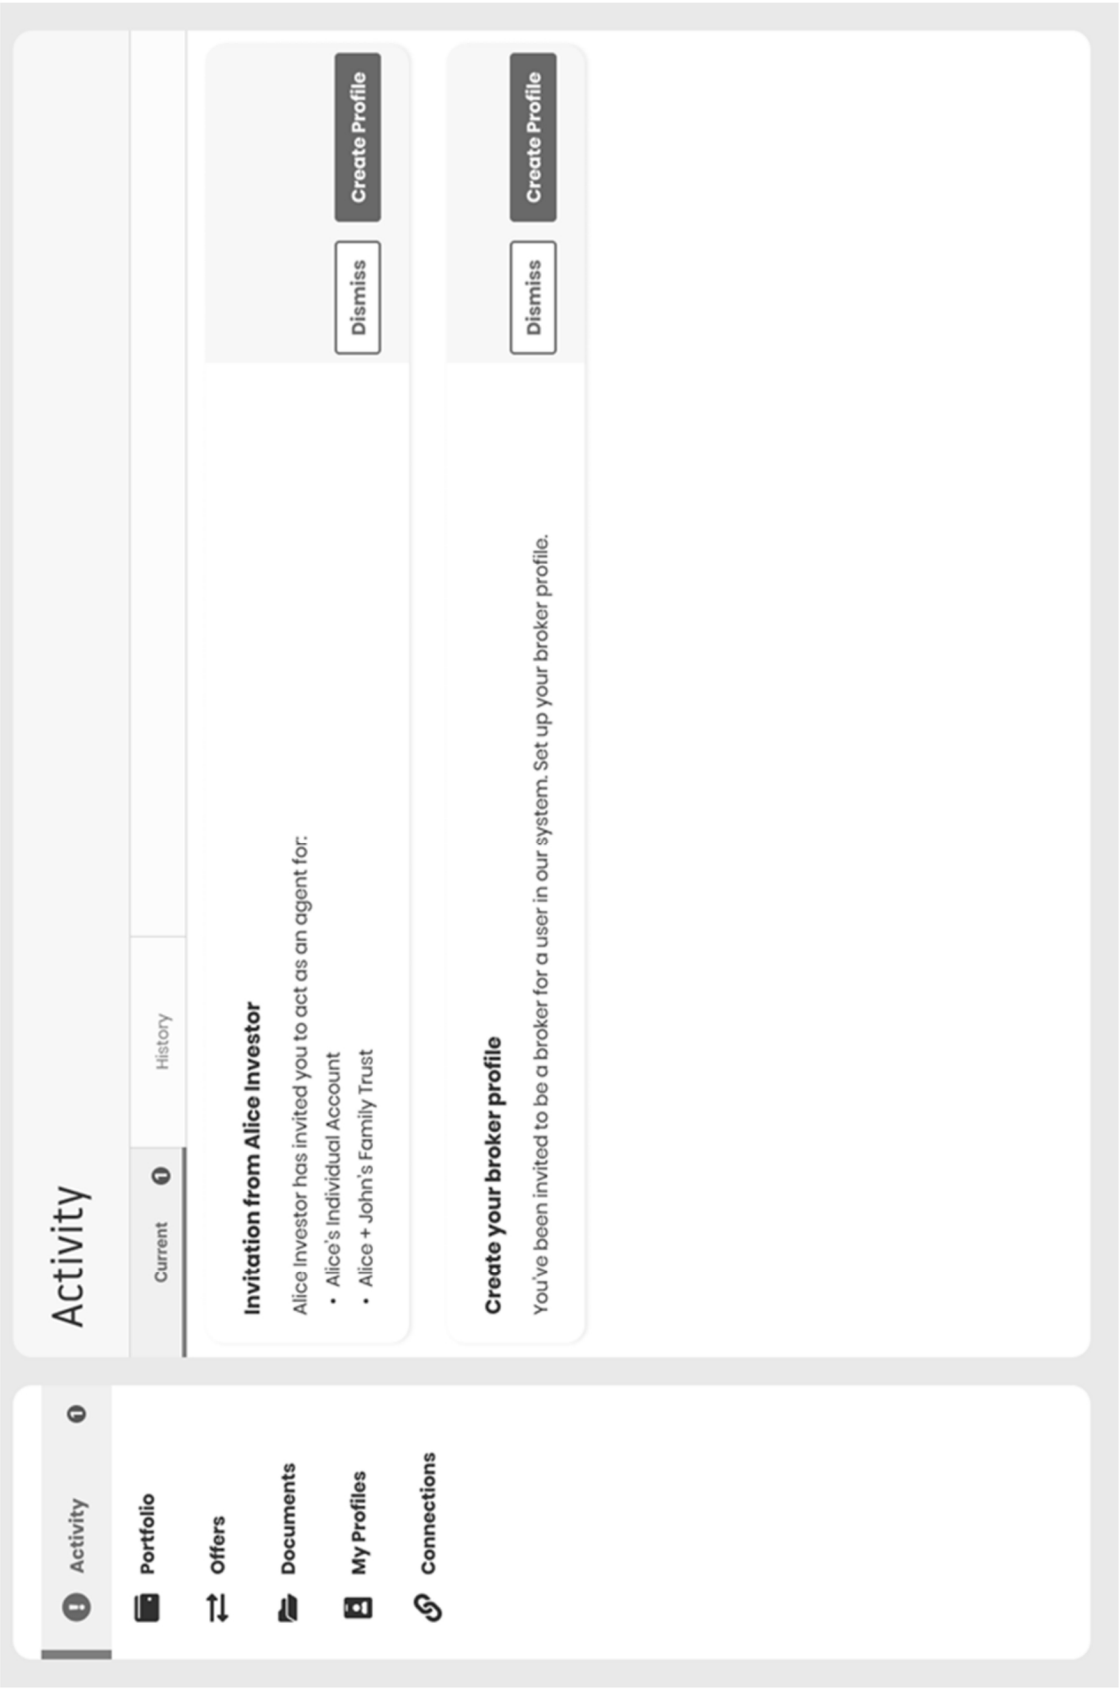 Activity 1
Portfolio
Offers
Documents
My Profiles
Connections
Activity
Current 1
History
Invitation from Alice Investor
Alice Investor has invited you to act as an agent for:
• Alice's Individual Account
• Alice + John's Family Trust
Dismiss
Create Profile
Create your broker profile
You've been invited to be a broker for a user in our system. Set up your broker profile.
Dismiss
Create Profile